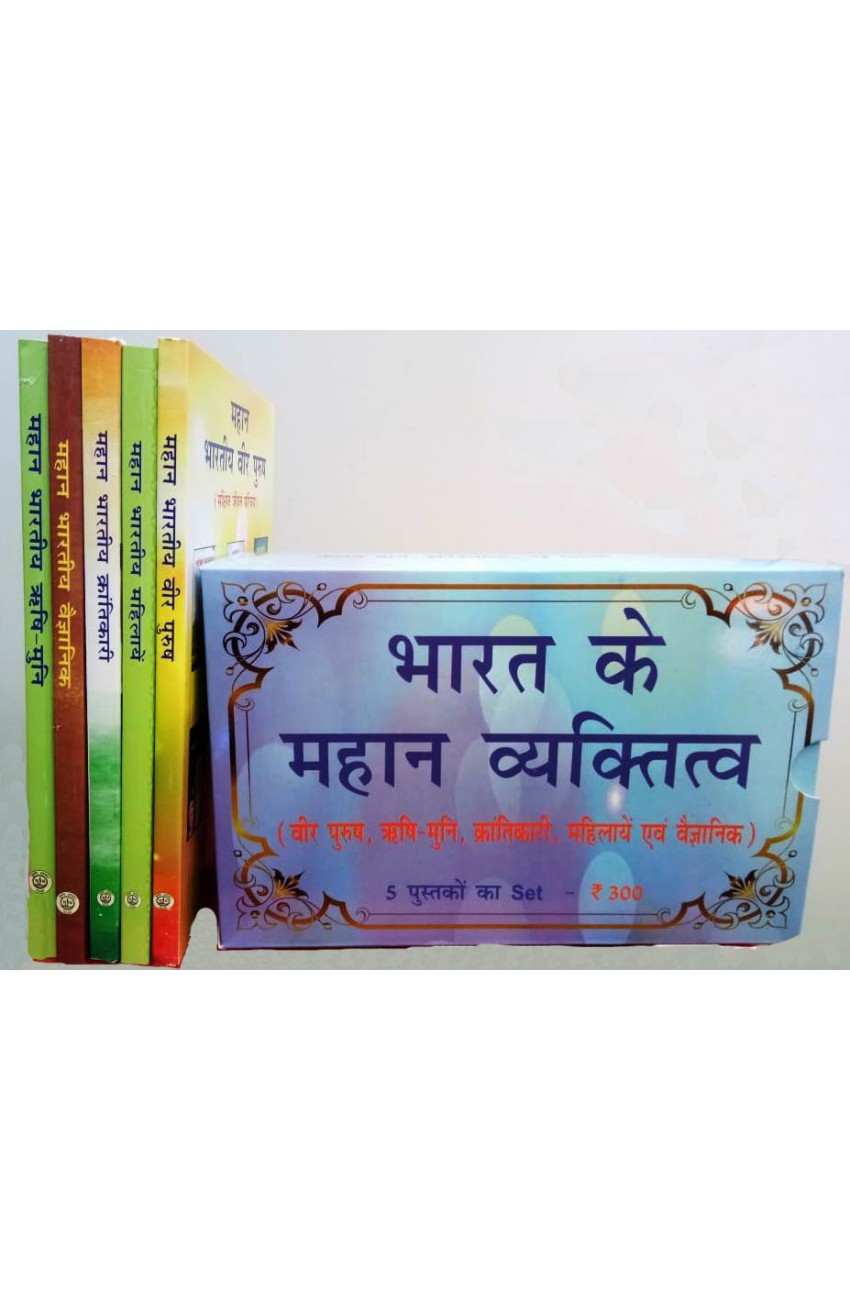 महान भारतीय ऋषि-मुनि
महान भारतीय वैज्ञानिक
महान भारतीय क्रांतिकारी
महान भारतीय महिलायें
महान भारतीय वीर पुरुष
महान
भारतीय वीर पुरुष
भारत के
महान व्यक्तित्व
( वीर पुरुष, ऋषि-मुनि, क्रांतिकारी, महिलायें एवं वैज्ञानिक )
5 पुस्तकों का Set - ₹ 300